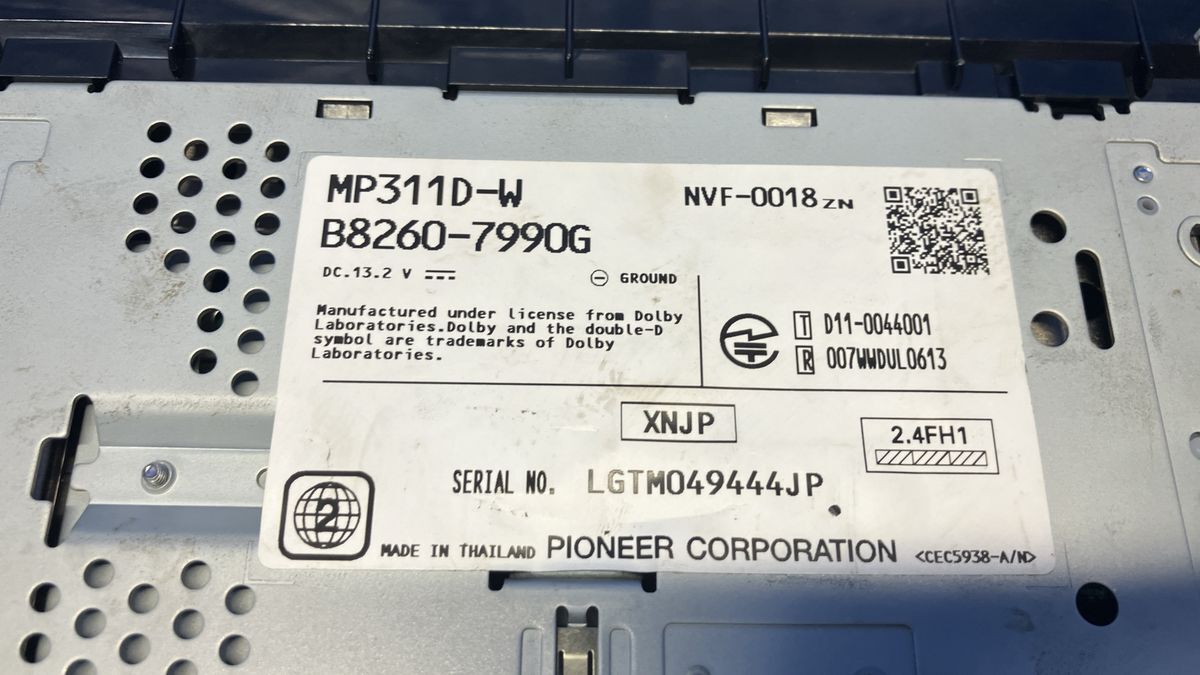 MP311D-W
B8260-7990G
NVF-0018 ZN
DC.13.2 V
GROUND
Manufactured under license from Dolby
Laboratories.Dolby and the double-D
symbol are trademarks of Dolby
Laboratories.
T D11-0044001
R 007WWDUL0613
XNJP
2.4FH1
SERIAL NO. LGTM049444JP
2
MADE IN THAILAND PIONEER CORPORATION <CEC5938-A/N>